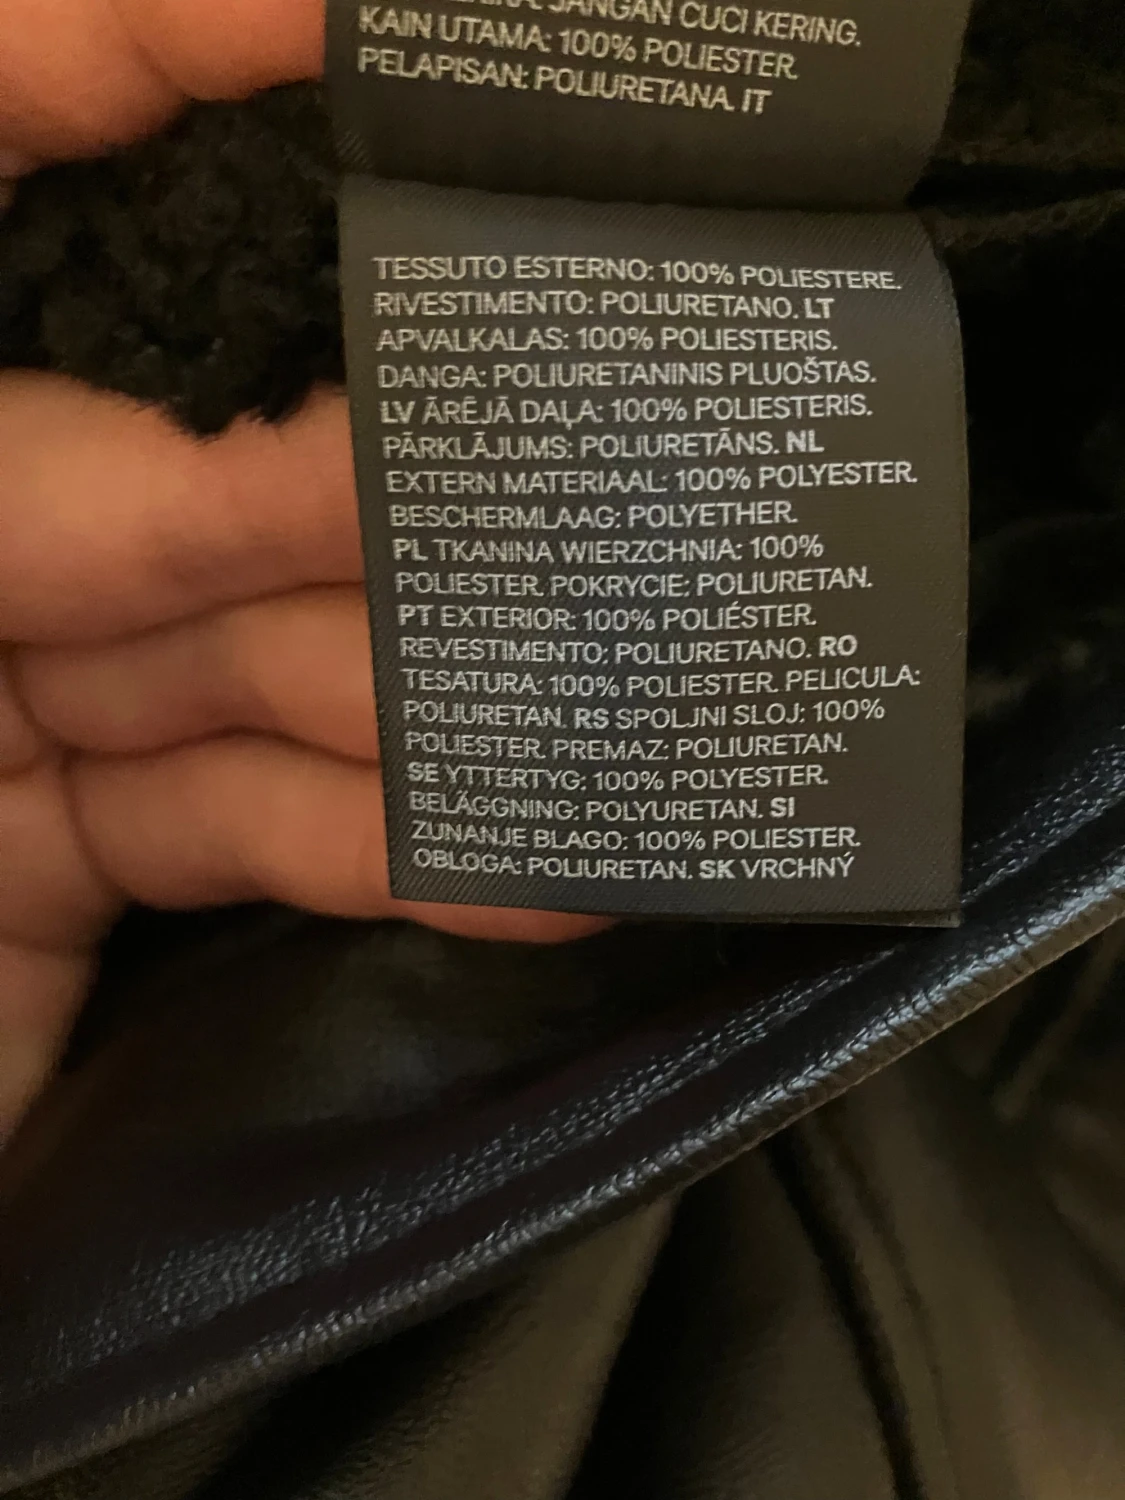 JANGAN CUCI KERING.
KAIN UTAMA: 100% POLIESTER.
PELAPISAN: POLIURETANA. IT
TESSUTO ESTERNO: 100% POLIESTERE.
RIVESTIMENTO: POLIURETANO. LT
APVALKALAS: 100% POLIESTERIS.
DANGA: POLIURETANINIS PLUOŠTAS.
LV ĀRĒJĀ DAĻA: 100% POLIESTERIS.
PĀRKLĀJUMS: POLIURETĀNS. NL
EXTERN MATERIAAL: 100% POLYESTER.
BESCHERMLAAG: POLYETHER.
PL TKANINA WIERZCHNIA: 100%
POLIESTER. POKRYCIE: POLIURETAN.
PT EXTERIOR: 100% POLIÉSTER.
REVESTIMENTO: POLIURETANO. RO
TESATURA: 100% POLIESTER. PELICULA:
POLIURETAN. RS SPOLJNI SLOJ: 100%
POLIESTER. PREMAZ: POLIURETAN.
SE YTTERTYG: 100% POLYESTER.
BELÄGGNING: POLYURETAN. SI
ZUNANJE BLAGO: 100% POLIESTER.
OBLOGA: POLIURETAN. SK VRCHNÝ